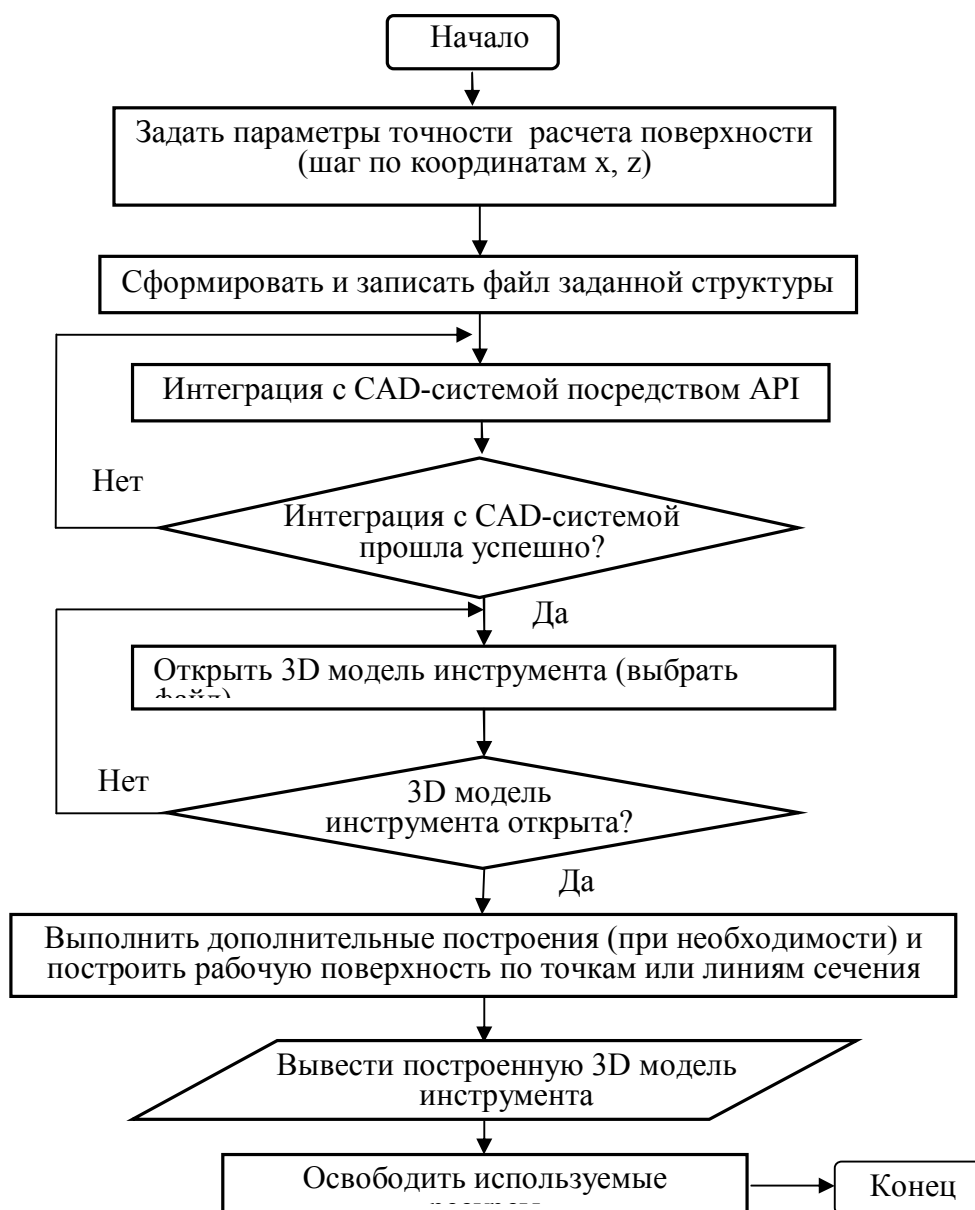 Начало
Задать параметры точности расчета поверхности
(шаг по координатам x, z)
Сформировать и записать файл заданной структуры
Интеграция с CAD-системой посредством API
Нет
Интеграция с CAD-системой
прошла успешно?
Да
Открыть 3D модель инструмента (выбрать
файл)
Нет
3D модель
инструмента открыта?
Да
Выполнить дополнительные построения (при необходимости) и
построить рабочую поверхность по точкам или линиям сечения
Вывести построенную 3D модель
инструмента
Освободить используемые
Конец